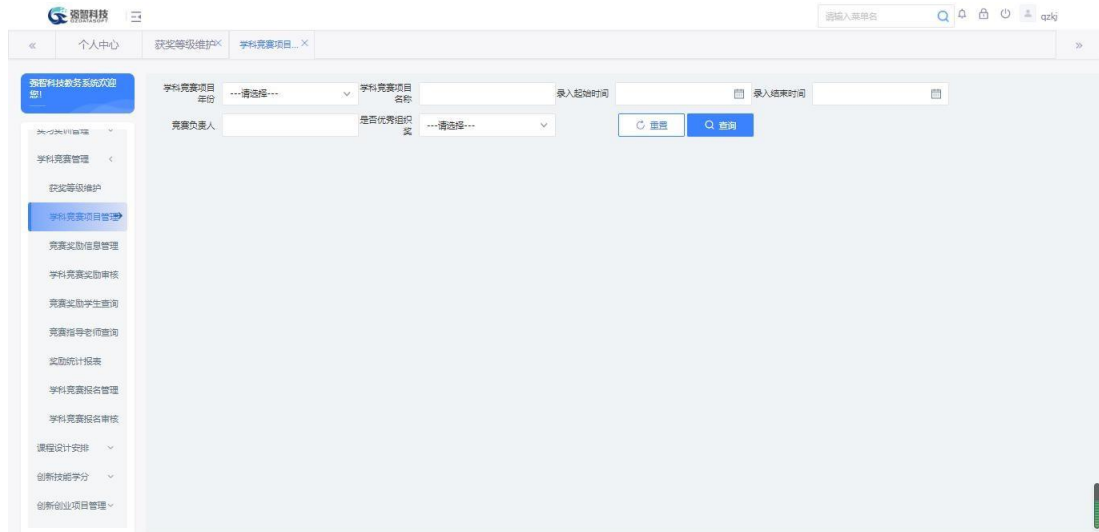 强智科技
QZDATASOFT
请输入菜单名
qzkj
个人中心
获奖等级维护
学科竞赛项目...
强智科技教务系统欢迎
您!
学科竞赛项目
年份
---请选择---
学科竞赛项目
名称
录入起始时间
录入结束时间
竞赛负责人
是否优秀组织
奖
---请选择---
重置
查询
实习实训管理
学科竞赛管理
获奖等级维护
学科竞赛项目管理
竞赛奖励信息管理
学科竞赛奖励审核
竞赛奖励学生查询
竞赛指导老师查询
奖励统计报表
学科竞赛报名管理
学科竞赛报名审核
课程设计安排
创新技能学分
创新创业项目管理